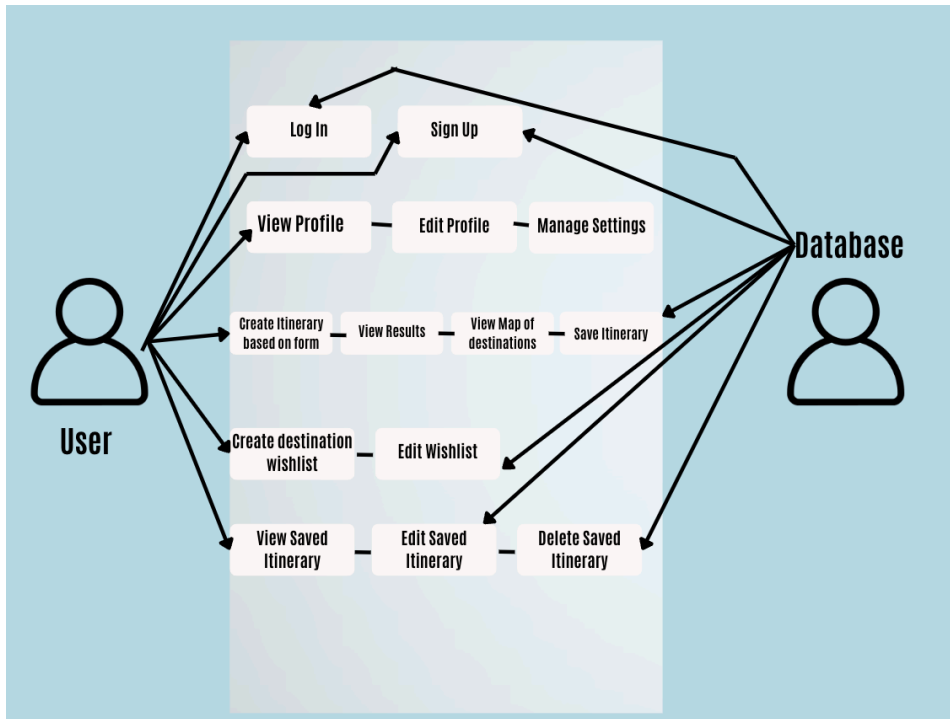 Log In
Sign Up
View Profile
Edit Profile
Manage Settings
Database
Create Itinerary
based on form
View Results
View Map of
destinations
Save Itinerary
User
Create destination
wishlist
Edit Wishlist
View Saved
Itinerary
Edit Saved
Itinerary
Delete Saved
Itinerary